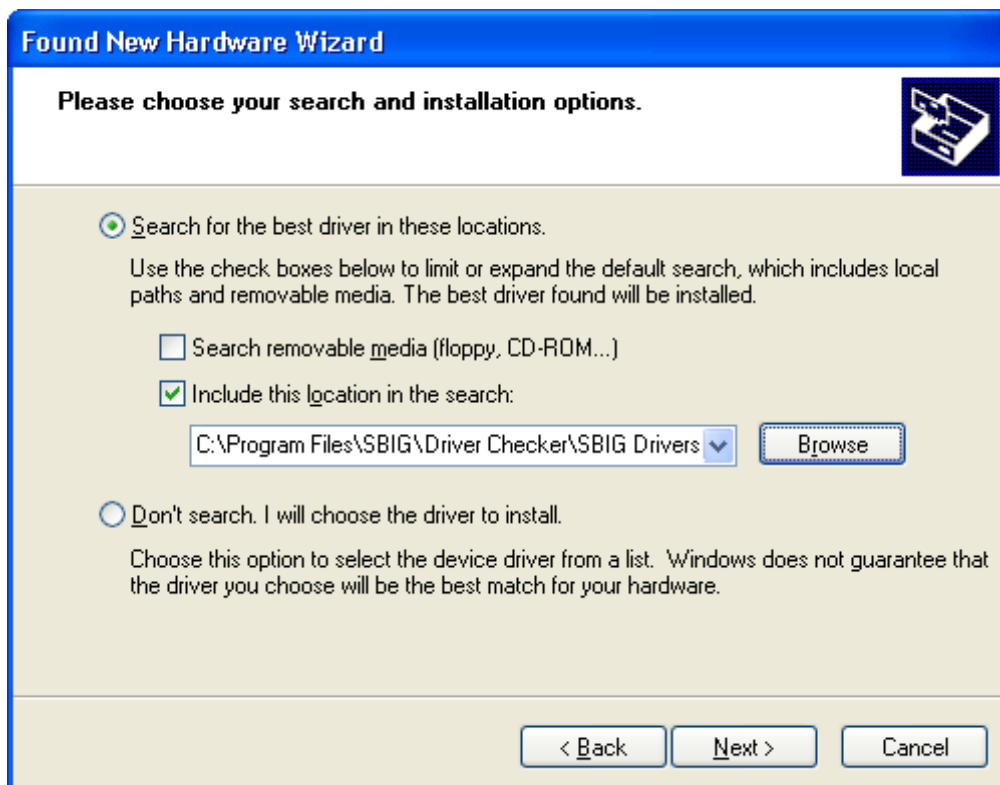 Found New Hardware Wizard
Please choose your search and installation options.
Search for the best driver in these locations.
Use the check boxes below to limit or expand the default search, which includes local
paths and removable media. The best driver found will be installed.
Search removable media (floppy, CD-ROM...)
Include this location in the search:
C:\Program Files\SBIG\Driver Checker\SBIG Drivers
Browse
Don't search. I will choose the driver to install.
Choose this option to select the device driver from a list. Windows does not guarantee that
the driver you choose will be the best match for your hardware.
< Back Next > Cancel